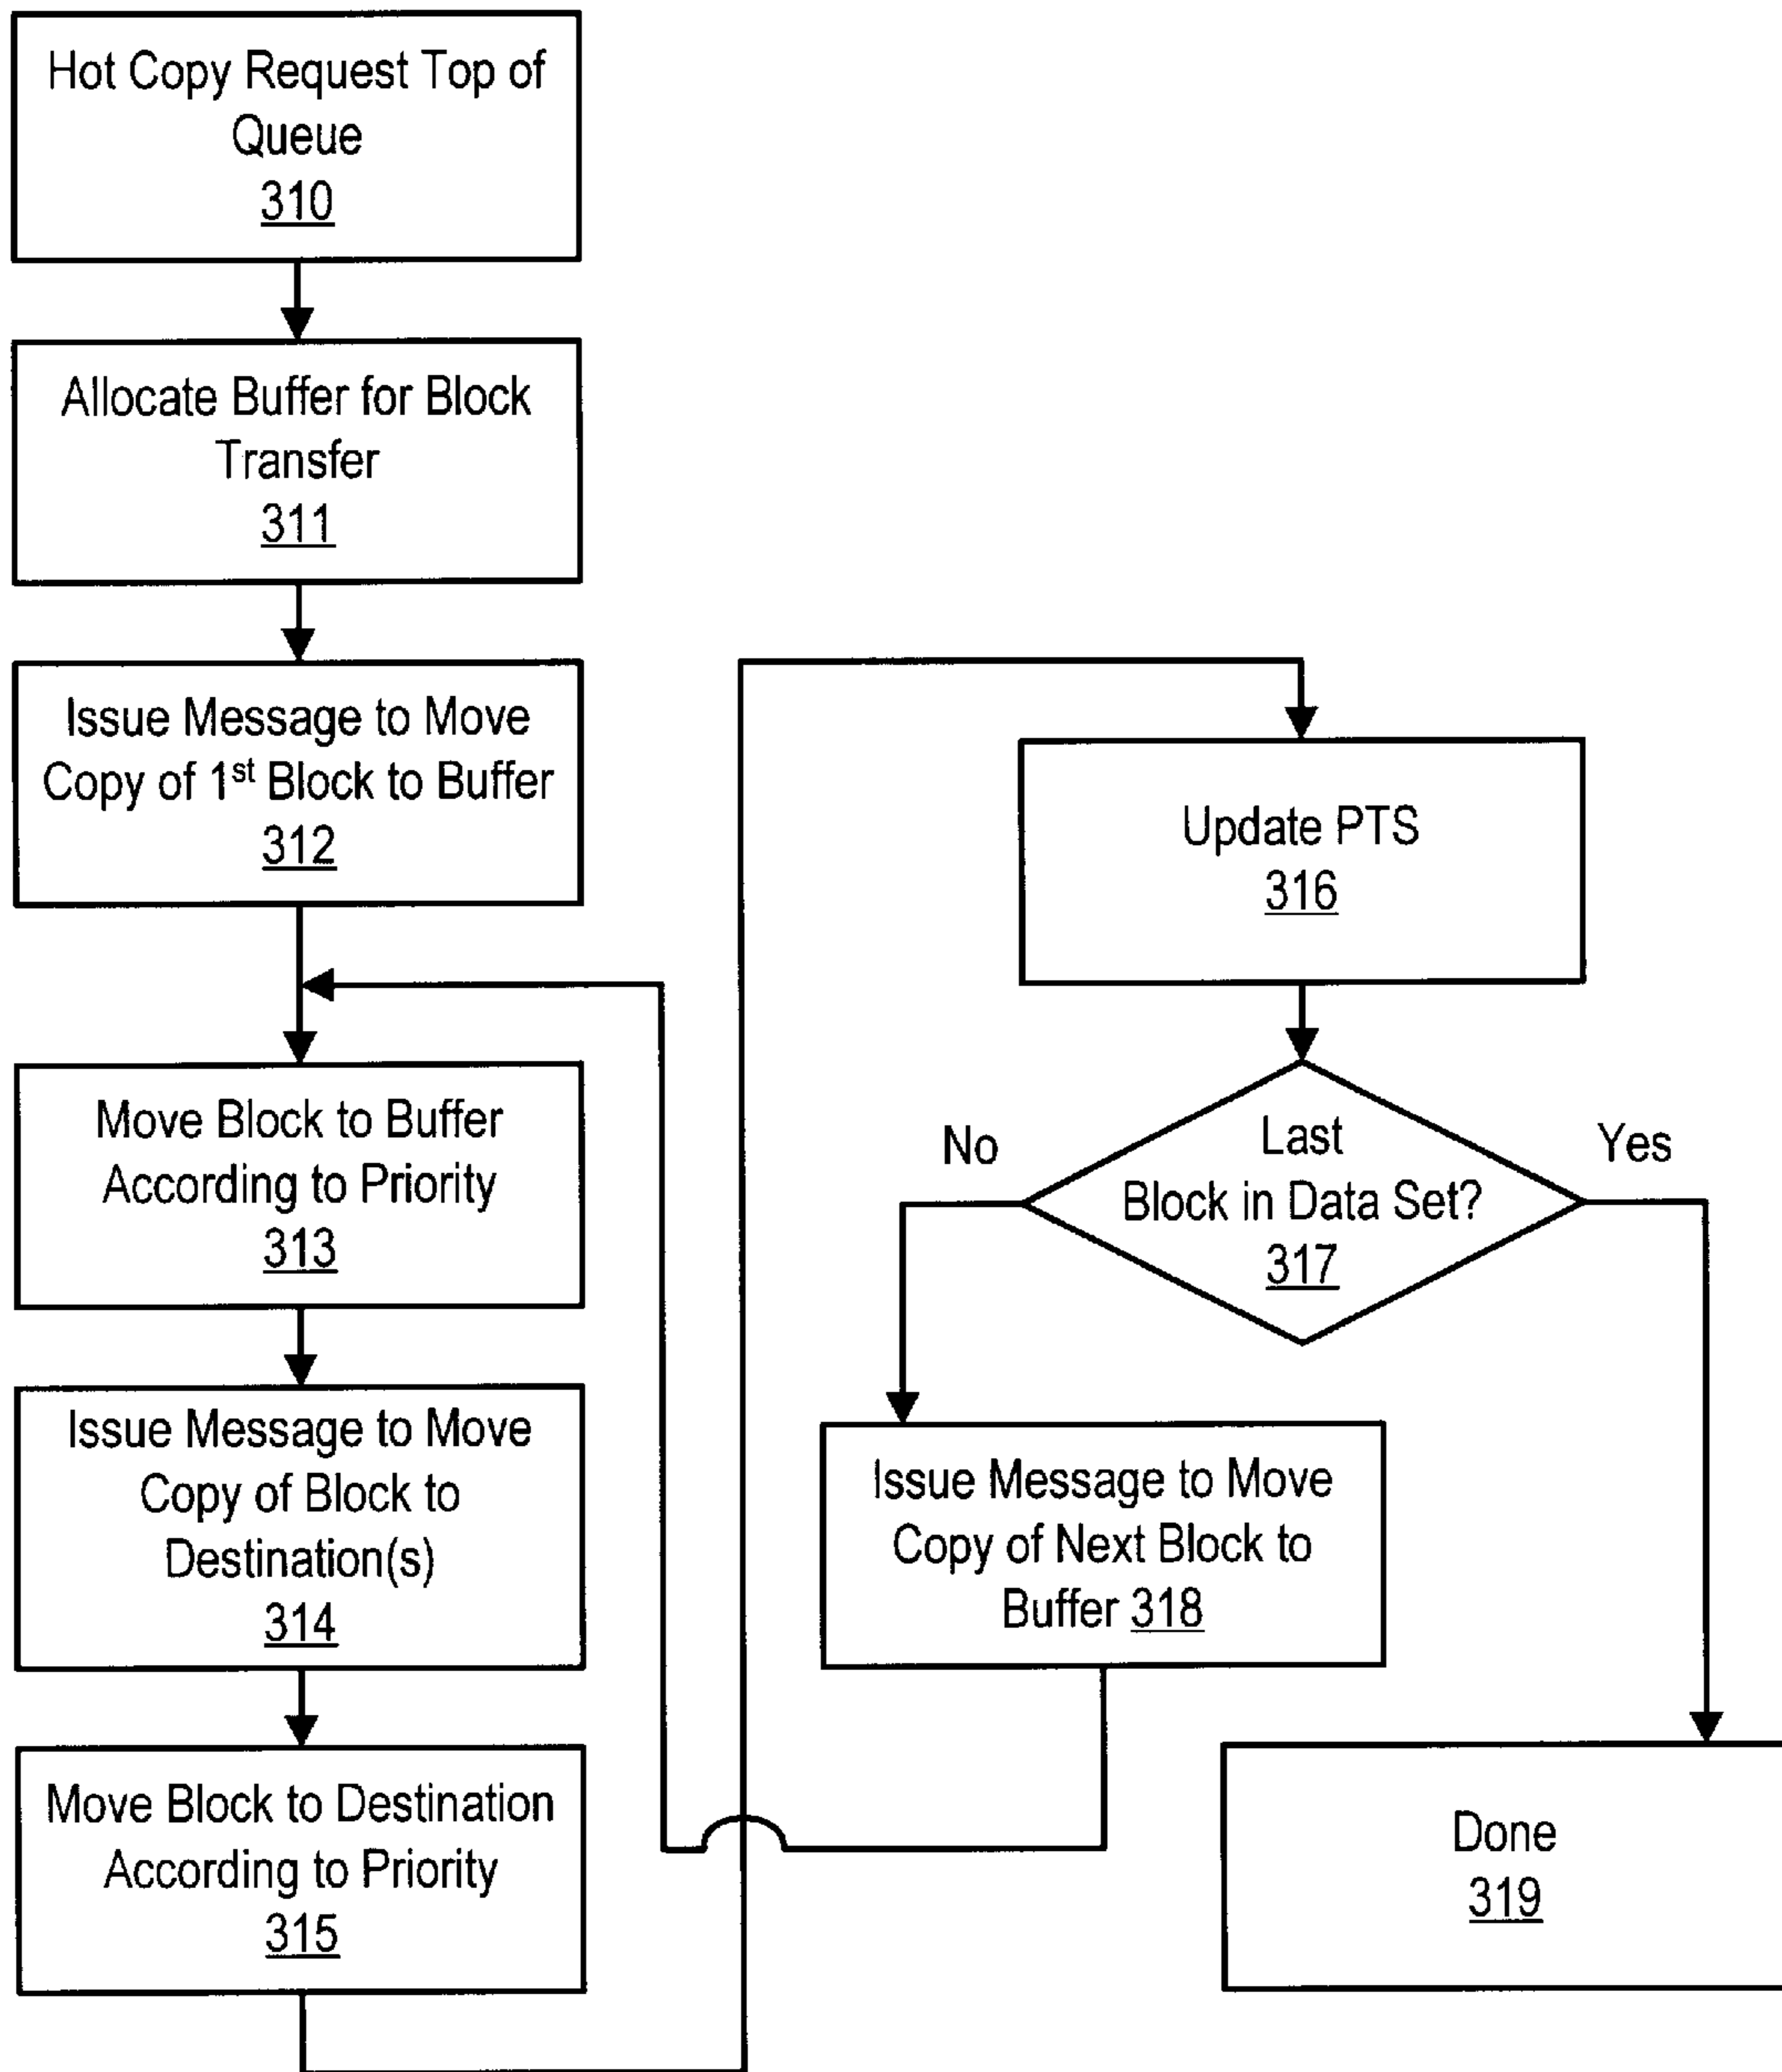 Hot Copy Request Top of
Queue
310
Allocate Buffer for Block
Transfer
311
Issue Message to Move
Copy of 1st Block to Buffer
312
Move Block to Buffer
According to Priority
313
Issue Message to Move
Copy of Block to
Destination(s)
314
Move Block to Destination
According to Priority
315
Update PTS
316
No
Last
Block in Data Set?
317
Yes
Issue Message to Move
Copy of Next Block to
Buffer 318
Done
319